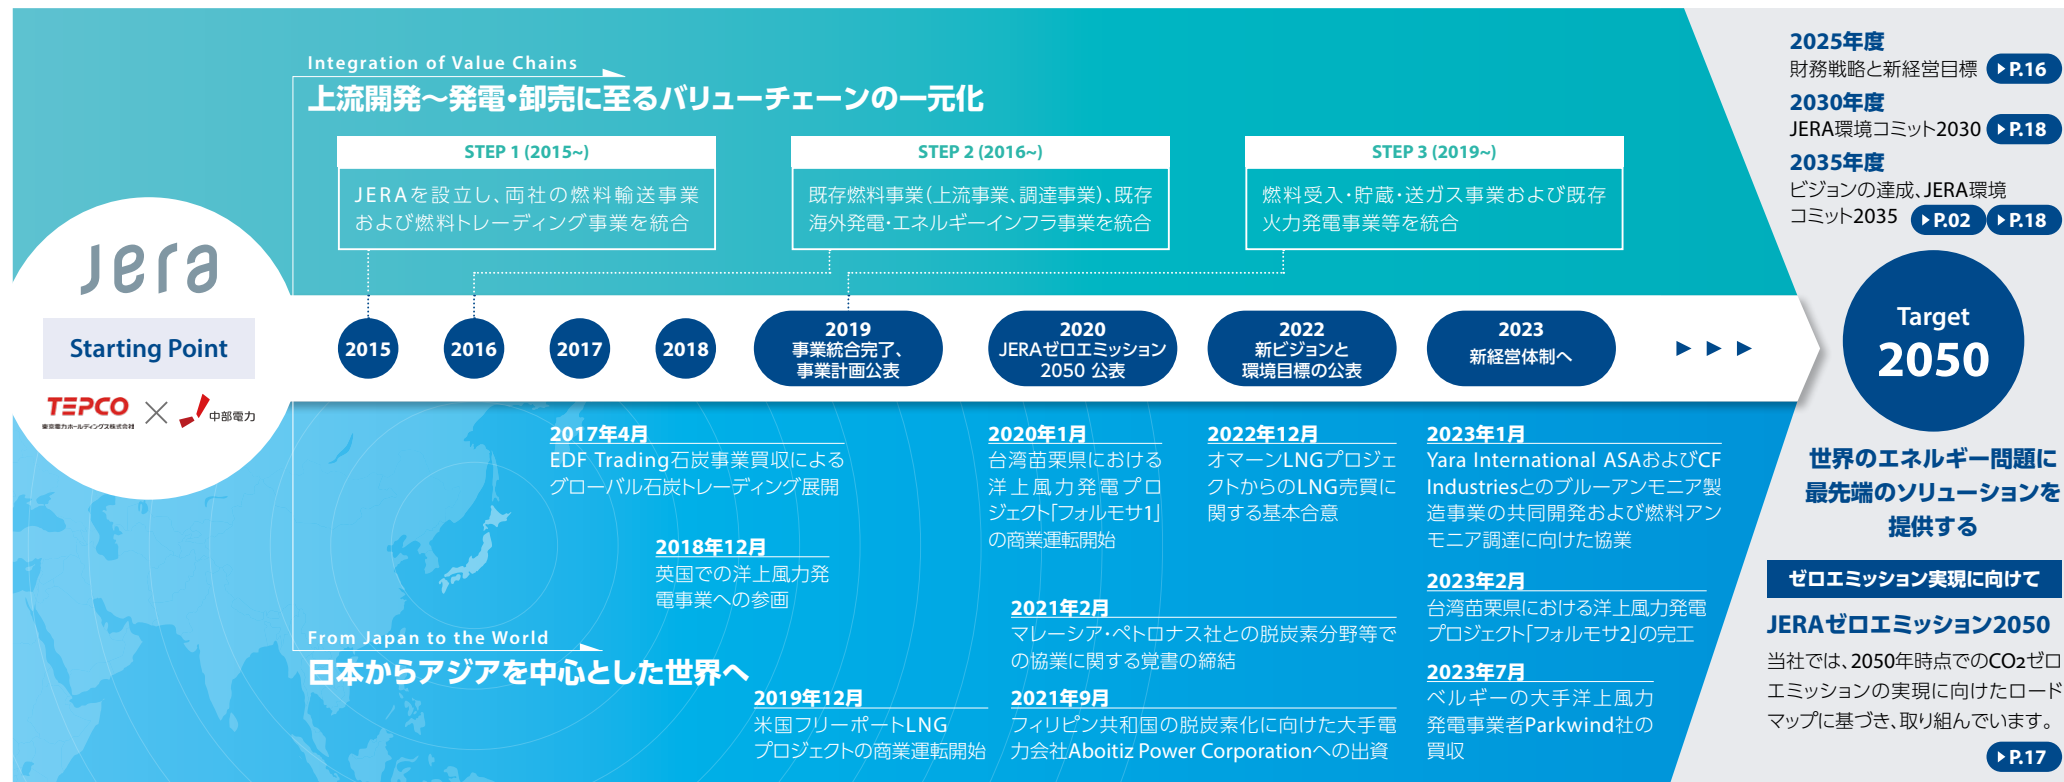 Integration of Value Chains
上流開発～発電・卸売に至るバリューチェーンの一元化
STEP 1 (2015~)
JERAを設立し、両社の燃料輸送事業
および燃料トレーディング事業を統合
STEP 2 (2016~)
既存燃料事業（上流事業、調達事業）、既存
海外発電・エネルギーインフラ事業を統合
STEP 3 (2019~)
燃料受入・貯蔵・送ガス事業および既存
火力発電事業等を統合
Jera
Starting Point
TEPCO
東京電力ホールディングス株式会社
×
中部電力
2015
2016
2017
2018
2019
事業統合完了、
事業計画公表
2020
JERAゼロエミッション
2050 公表
2022
新ビジョンと
環境目標の公表
2023
新経営体制へ
2017年4月
EDF Trading石炭事業買収による
グローバル石炭トレーディング展開
2018年12月
英国での洋上風力発
電事業への参画
From Japan to the World
日本からアジアを中心とした世界へ
2019年12月
米国フリーポートLNG
プロジェクトの商業運転開始
2020年1月
台湾苗栗県における
洋上風力発電プロ
ジェクト「フォルモサ1」
の商業運転開始
2021年2月
マレーシア・ペトロナス社との脱炭素分野等で
の協業に関する覚書の締結
2021年9月
フィリピン共和国の脱炭素化に向けた大手電
力会社Aboitiz Power Corporationへの出資
2022年12月
オマーンLNGプロジェ
クトからのLNG売買に
関する基本合意
2023年1月
Yara International ASAおよびCF
Industriesとのブルーアンモニア製
造事業の共同開発および燃料アン
モニア調達に向けた協業
2023年2月
台湾苗栗県における洋上風力発電
プロジェクト「フォルモサ2」の完工
2023年7月
ベルギーの大手洋上風力
発電事業者Parkwind社の
買収
2025年度
財務戦略と新経営目標 P.16
2030年度
JERA環境コミット2030 P.18
2035年度
ビジョンの達成、JERA環境
コミット2035 P.02 P.18
Target
2050
世界のエネルギー問題に
最先端のソリューションを
提供する
ゼロエミッション実現に向けて
JERAゼロエミッション2050
当社では、2050年時点でのCO2ゼロ
エミッションの実現に向けたロード
マップに基づき、取り組んでいます。
P.17